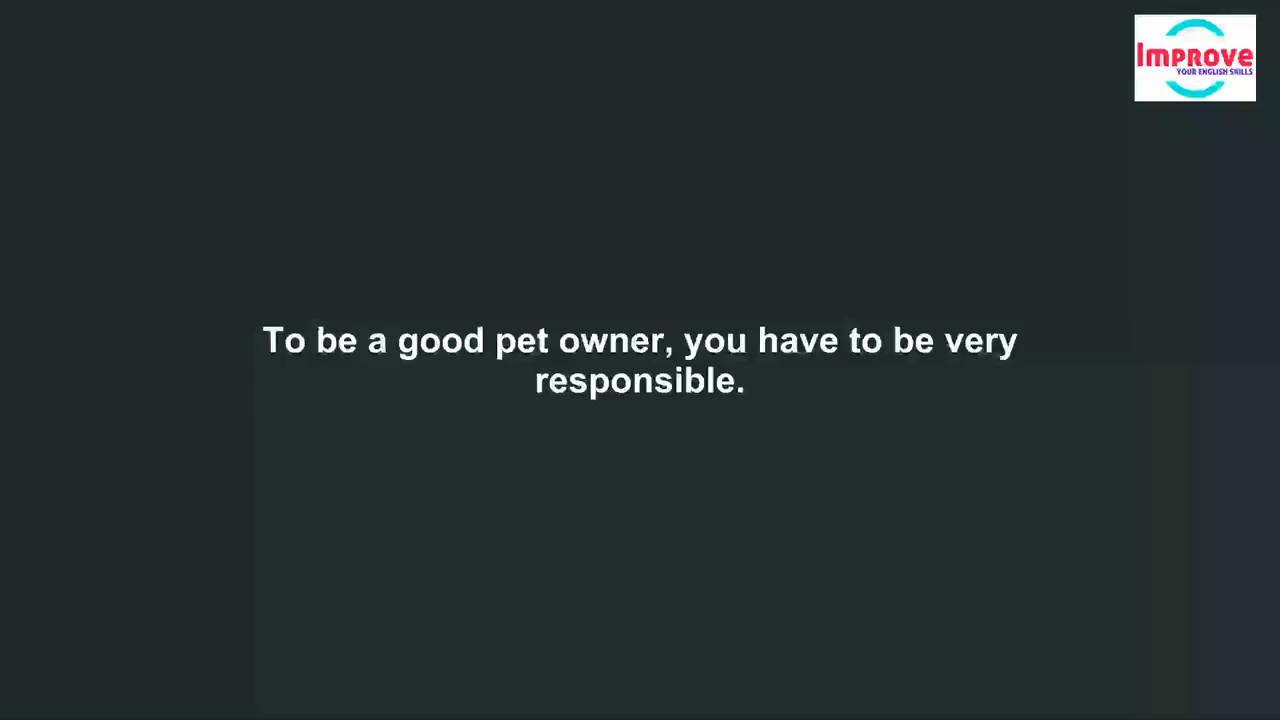 Improve
YOUR ENGLISH SKILLS
To be a good pet owner, you have to be very
responsible.